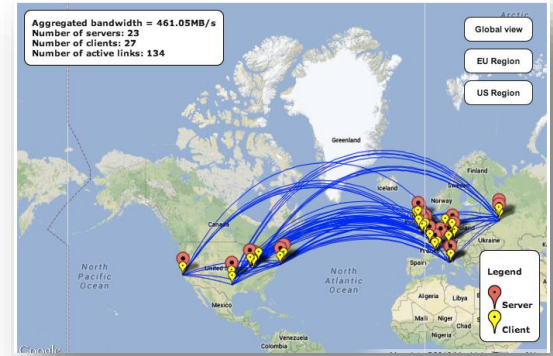 Aggregated bandwidth = 461.05MB/s
Number of servers: 23
Number of clients: 27
Number of active links: 134
Arctic
Global view
EU Region
US Region
Greenland
Iceland
Finland
Sweden
Norway
Canada
Ukraine
United
Spain
North
Pacific
Ocean
North
Atlantic
Ocean
Mexico
Algeria
Libya
Mali
Niger
Chad
Nigeria
Venezuela
Colombia
Legend
Server
Client
Google